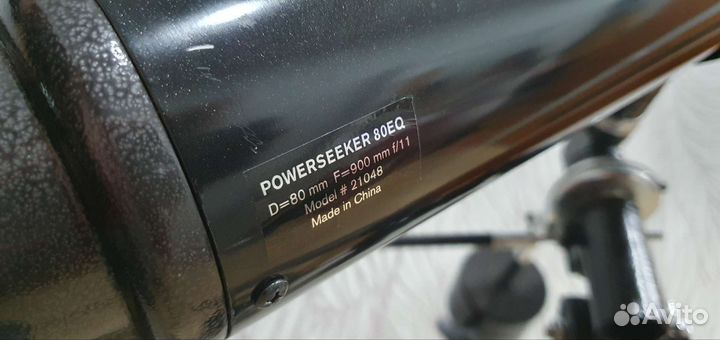 POWERSEEKER 80EQ
D=80 mm F=900 mm f/11
Model # 21048
Made in China
Avito